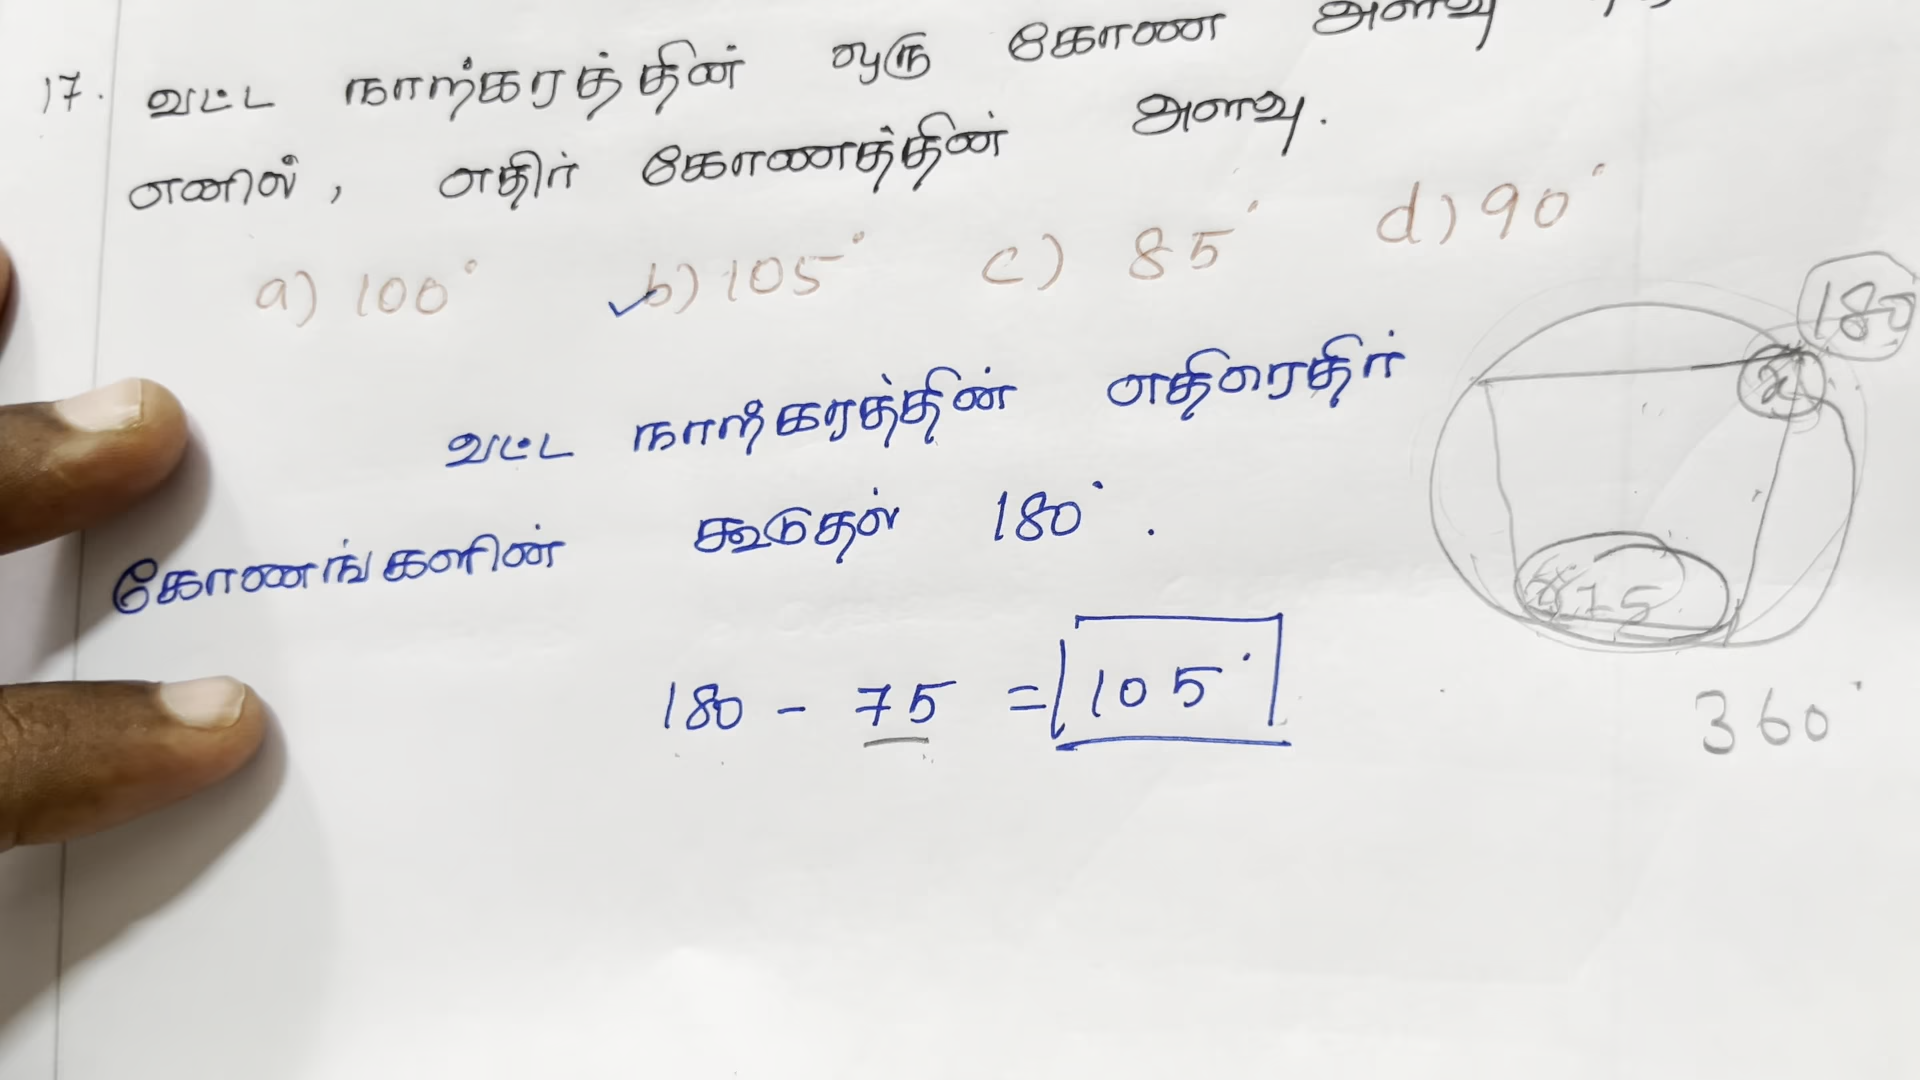 17. வட்ட நாற்கரத்தின் ஒரு கோண அளவு
எனில், எதிர் கோணத்தின் அளவு.
a) 100° b) 105° c) 85° d) 90°
வட்ட நாற்கரத்தின் எதிரெதிர்
கோணங்களின் கூடுதல் 180°.
180 - 75 = 105°
180
x
75
360°